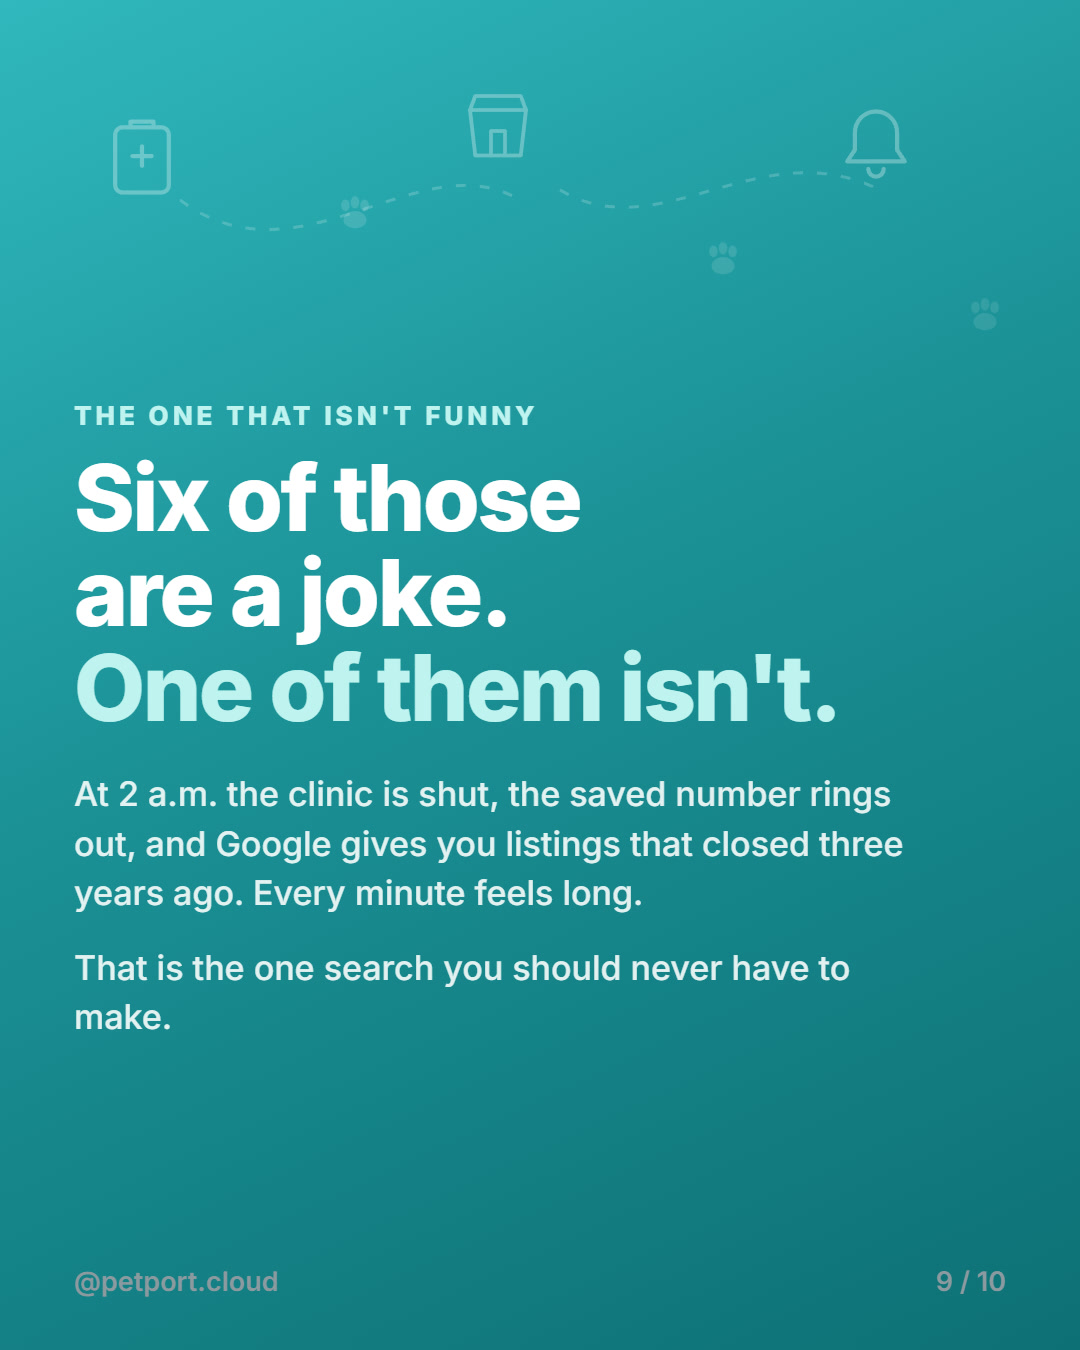 THE ONE THAT ISN'T FUNNY
Six of those
are a joke.
One of them isn't.
At 2 a.m. the clinic is shut, the saved number rings
out, and Google gives you listings that closed three
years ago. Every minute feels long.
That is the one search you should never have to
make.
@petport.cloud
9 / 10